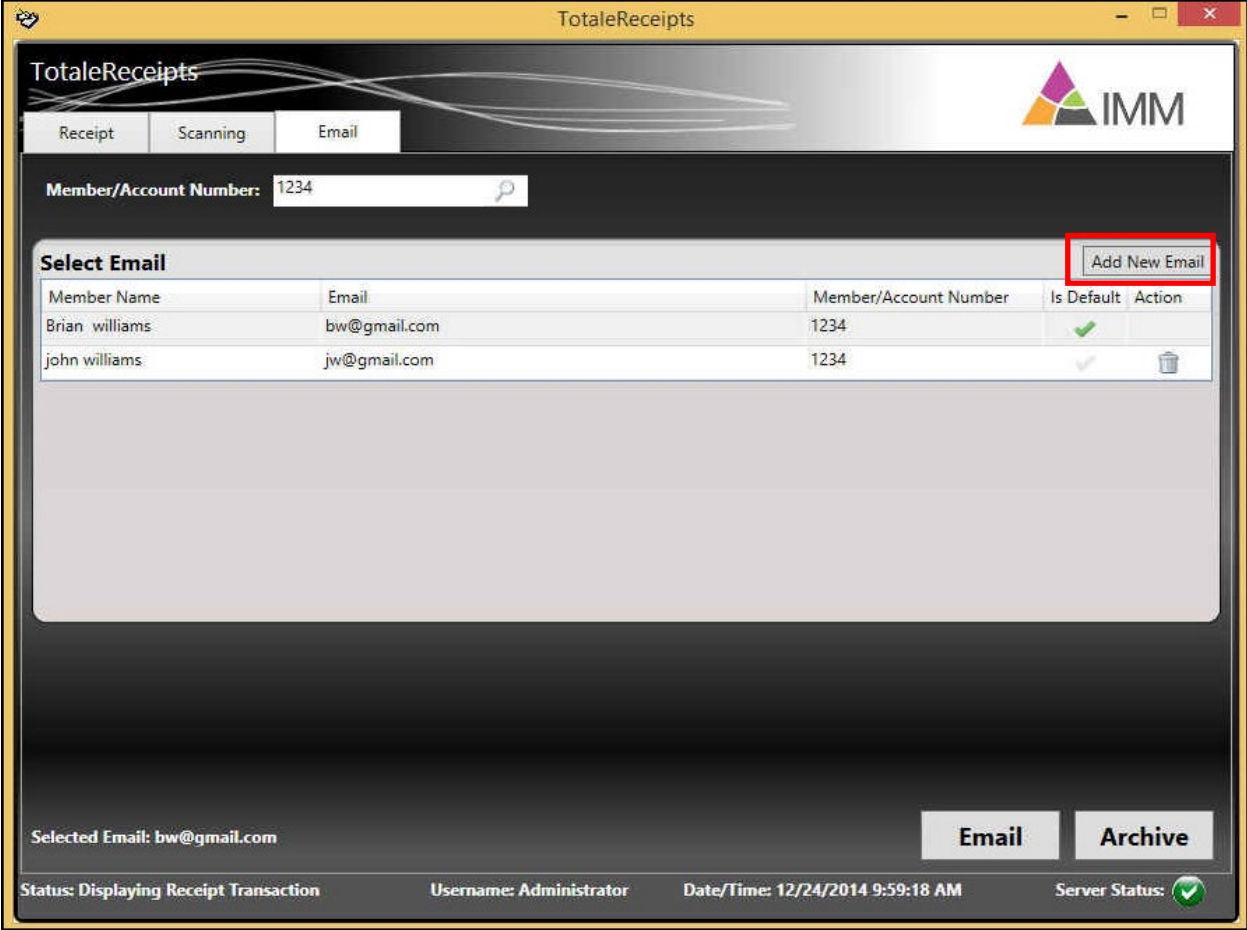 TotaleReceipts
TotaleReceipts
IMM
Receipt Scanning Email
Member/Account Number: 1234
Select Email Add New Email
Member Name Email Member/Account Number Is Default Action
Brian williams bw@gmail.com 1234
john williams jw@gmail.com 1234
Selected Email: bw@gmail.com Email Archive
Status: Displaying Receipt Transaction Username: Administrator Date/Time: 12/24/2014 9:59:18 AM Server Status: